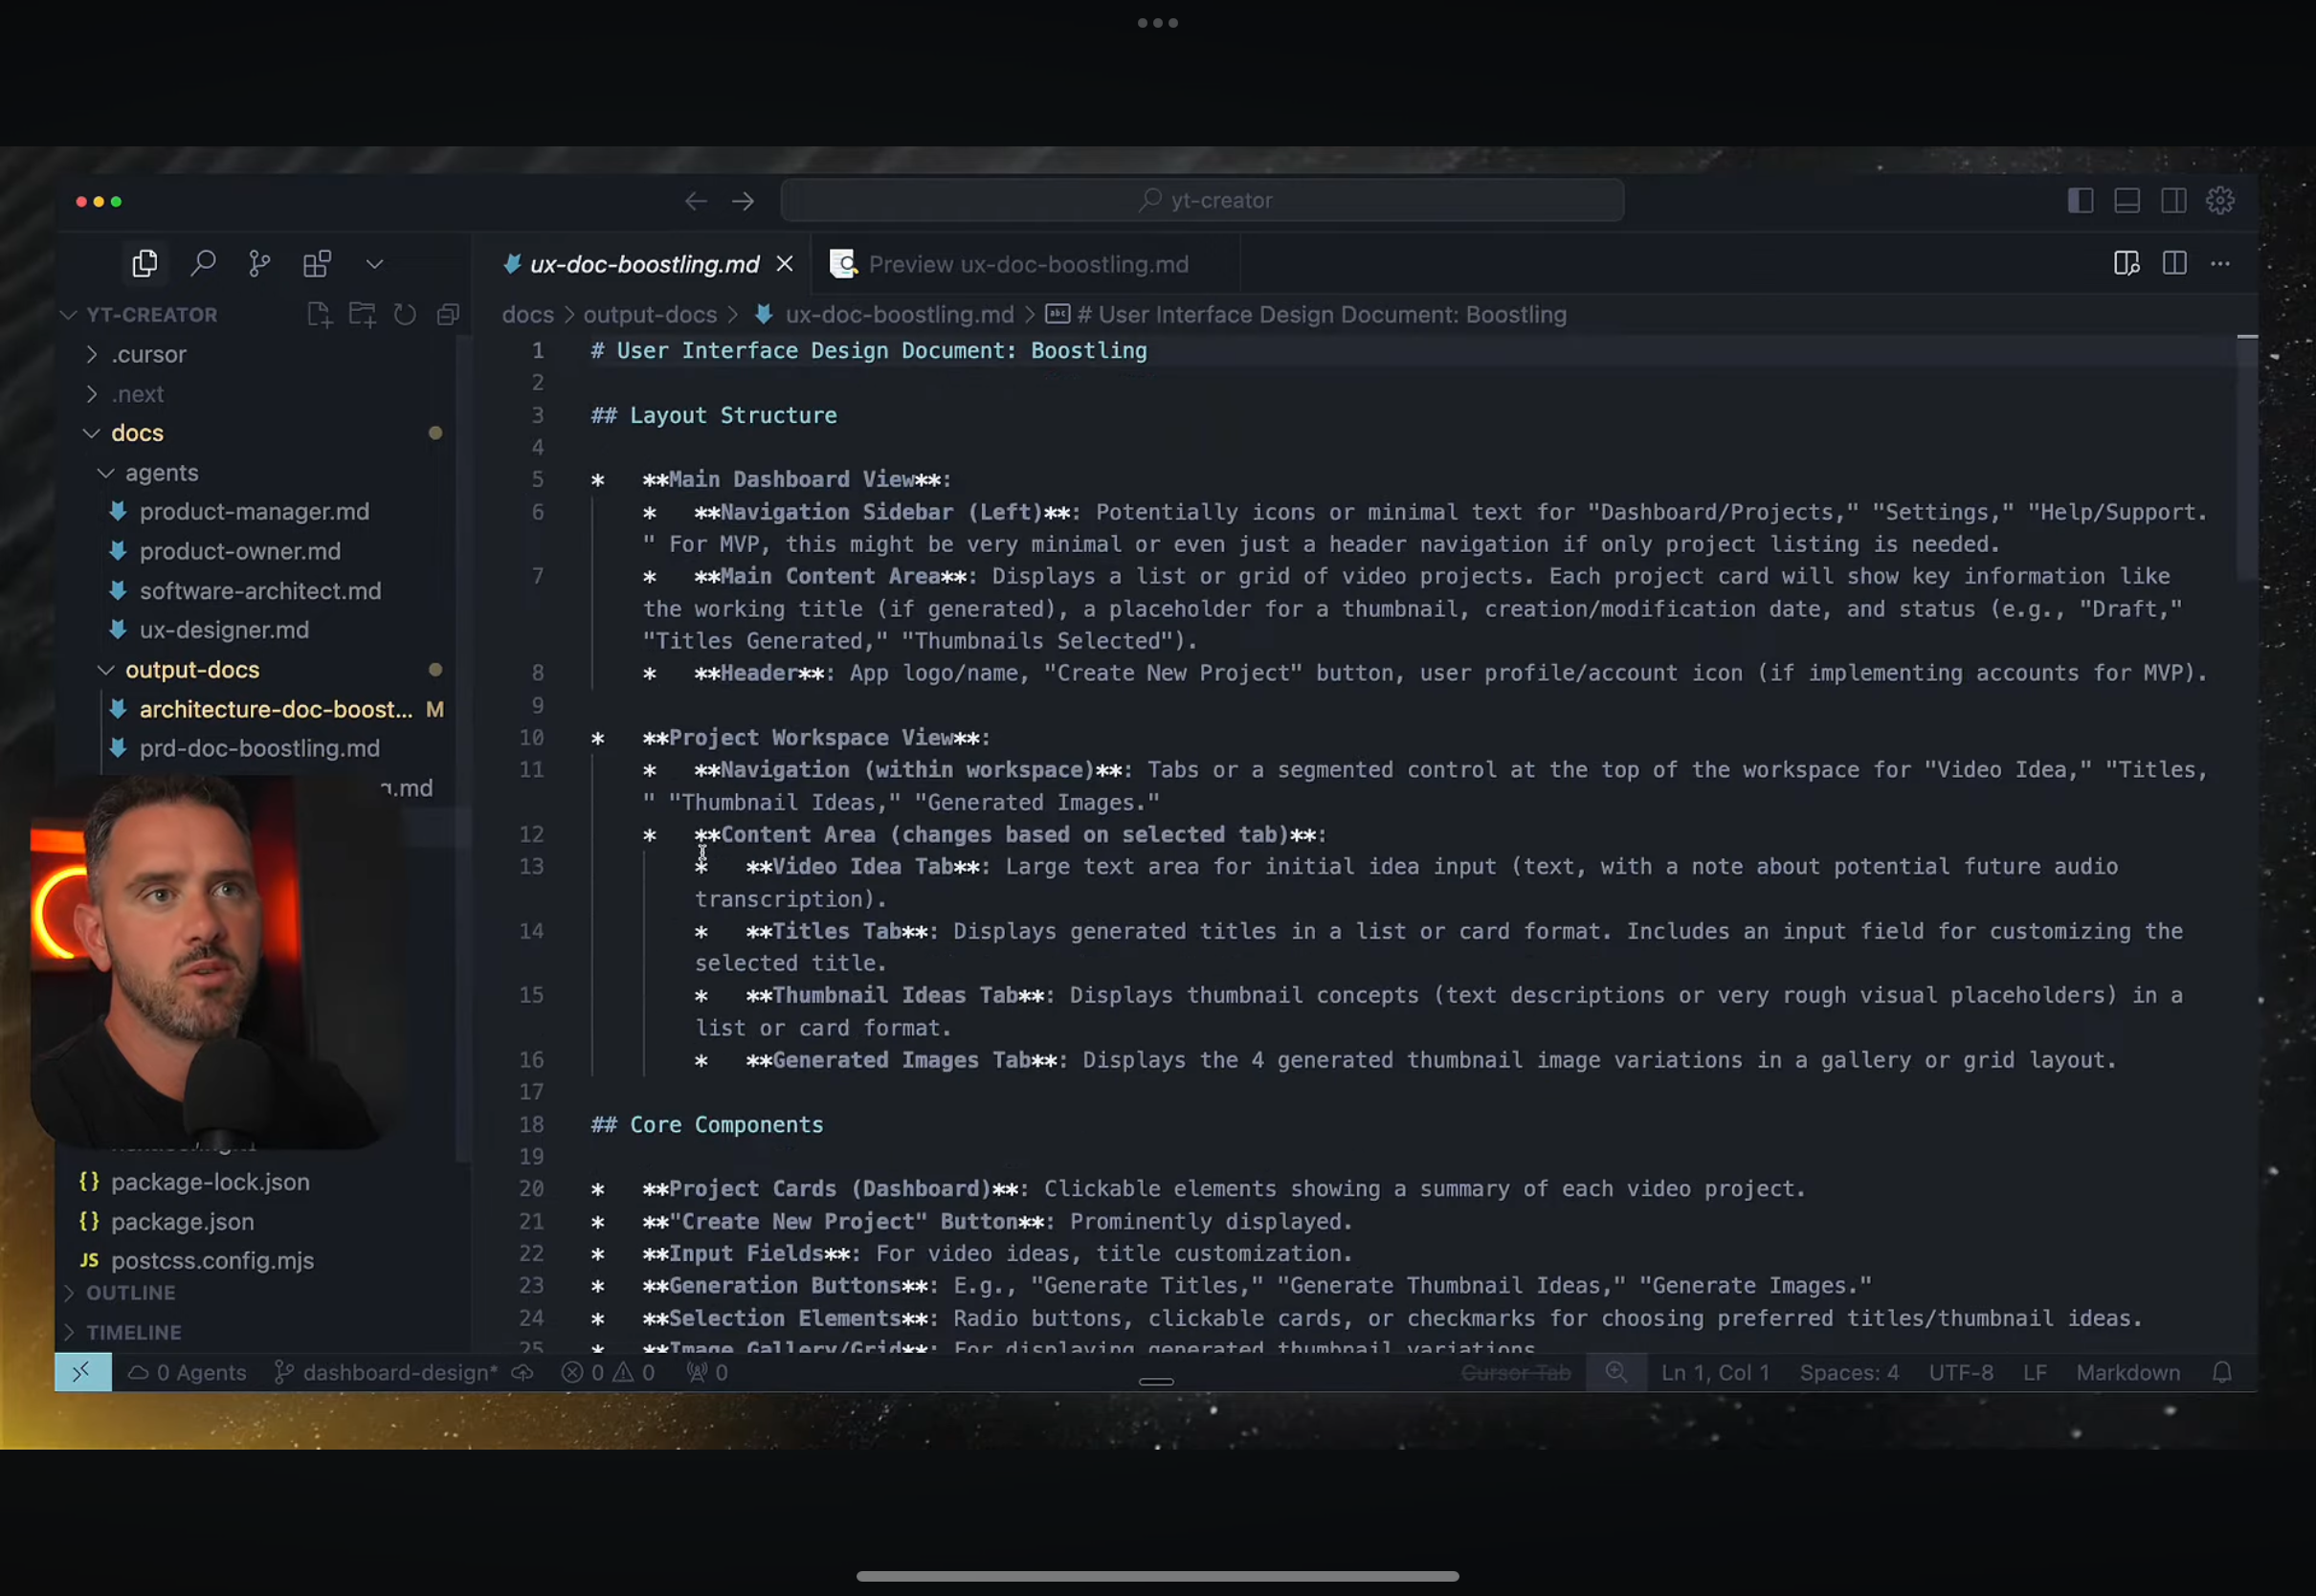 yt-creator
ux-doc-boostling.md
Preview ux-doc-boostling.md
YT-CREATOR
docs > output-docs > ux-doc-boostling.md > # User Interface Design Document: Boostling
.cursor
.next
docs
agents
product-manager.md
product-owner.md
software-architect.md
ux-designer.md
output-docs
architecture-doc-boost... M
prd-doc-boostling.md
.md
package-lock.json
package.json
JS postcss.config.mjs
OUTLINE
TIMELINE
1 # User Interface Design Document: Boostling
2
3 ## Layout Structure
4
5 * **Main Dashboard View**:
6 * **Navigation Sidebar (Left)**: Potentially icons or minimal text for "Dashboard/Projects," "Settings," "Help/Support.
" For MVP, this might be very minimal or even just a header navigation if only project listing is needed.
7 * **Main Content Area**: Displays a list or grid of video projects. Each project card will show key information like
the working title (if generated), a placeholder for a thumbnail, creation/modification date, and status (e.g., "Draft,"
"Titles Generated," "Thumbnails Selected").
8 * **Header**: App logo/name, "Create New Project" button, user profile/account icon (if implementing accounts for MVP).
9
10 * **Project Workspace View**:
11 * **Navigation (within workspace)**: Tabs or a segmented control at the top of the workspace for "Video Idea," "Titles,
" "Thumbnail Ideas," "Generated Images."
12 * **Content Area (changes based on selected tab)**:
13 * **Video Idea Tab**: Large text area for initial idea input (text, with a note about potential future audio
transcription).
14 * **Titles Tab**: Displays generated titles in a list or card format. Includes an input field for customizing the
selected title.
15 * **Thumbnail Ideas Tab**: Displays thumbnail concepts (text descriptions or very rough visual placeholders) in a
list or card format.
16 * **Generated Images Tab**: Displays the 4 generated thumbnail image variations in a gallery or grid layout.
17
18 ## Core Components
19
20 * **Project Cards (Dashboard)**: Clickable elements showing a summary of each video project.
21 * **"Create New Project" Button**: Prominently displayed.
22 * **Input Fields**: For video ideas, title customization.
23 * **Generation Buttons**: E.g., "Generate Titles," "Generate Thumbnail Ideas," "Generate Images."
24 * **Selection Elements**: Radio buttons, clickable cards, or checkmarks for choosing preferred titles/thumbnail ideas.
25 * **Image Gallery/Grid**: For displaying generated thumbnail variations
0 Agents dashboard-design* 0 0 0 Cursor Tab Ln 1, Col 1 Spaces: 4 UTF-8 LF Markdown